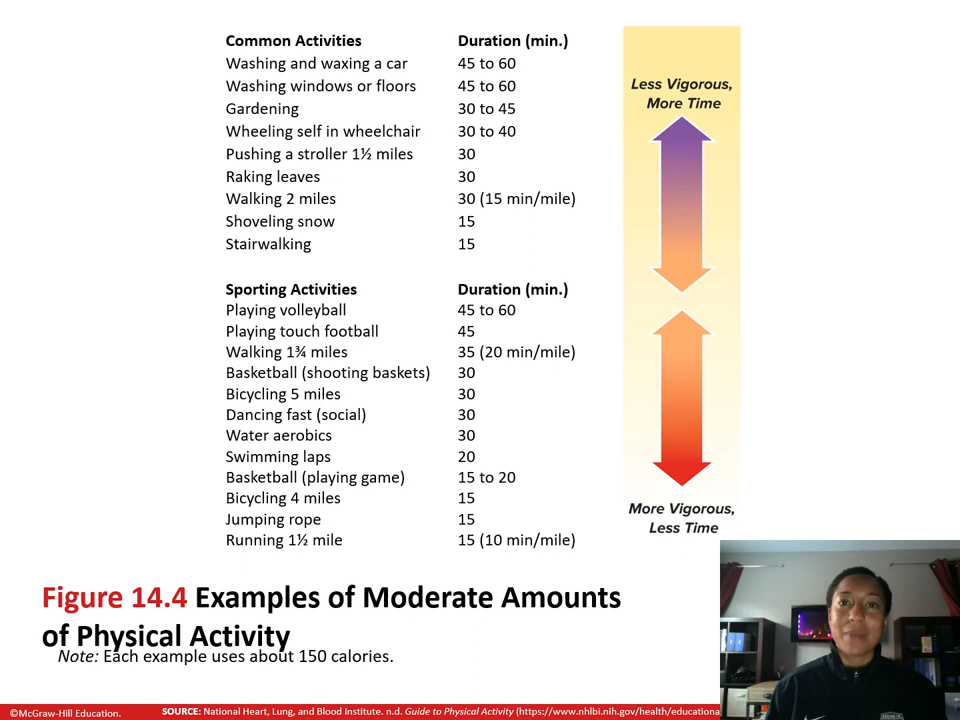 Common Activities Duration (min.)
Washing and waxing a car 45 to 60
Washing windows or floors 45 to 60
Gardening 30 to 45
Wheeling self in wheelchair 30 to 40
Pushing a stroller 1½ miles 30
Raking leaves 30
Walking 2 miles 30 (15 min/mile)
Shoveling snow 15
Stairwalking 15
Sporting Activities Duration (min.)
Playing volleyball 45 to 60
Playing touch football 45
Walking 1¾ miles 35 (20 min/mile)
Basketball (shooting baskets) 30
Bicycling 5 miles 30
Dancing fast (social) 30
Water aerobics 30
Swimming laps 20
Basketball (playing game) 15 to 20
Bicycling 4 miles 15
Jumping rope 15
Running 1½ mile 15 (10 min/mile)
Less Vigorous,
More Time
More Vigorous,
Less Time
Figure 14.4 Examples of Moderate Amounts
of Physical Activity
Note: Each example uses about 150 calories.
©McGraw-Hill Education.
SOURCE: National Heart, Lung, and Blood Institute. n.d. Guide to Physical Activity (https://www.nhlbi.nih.gov/health/educationa